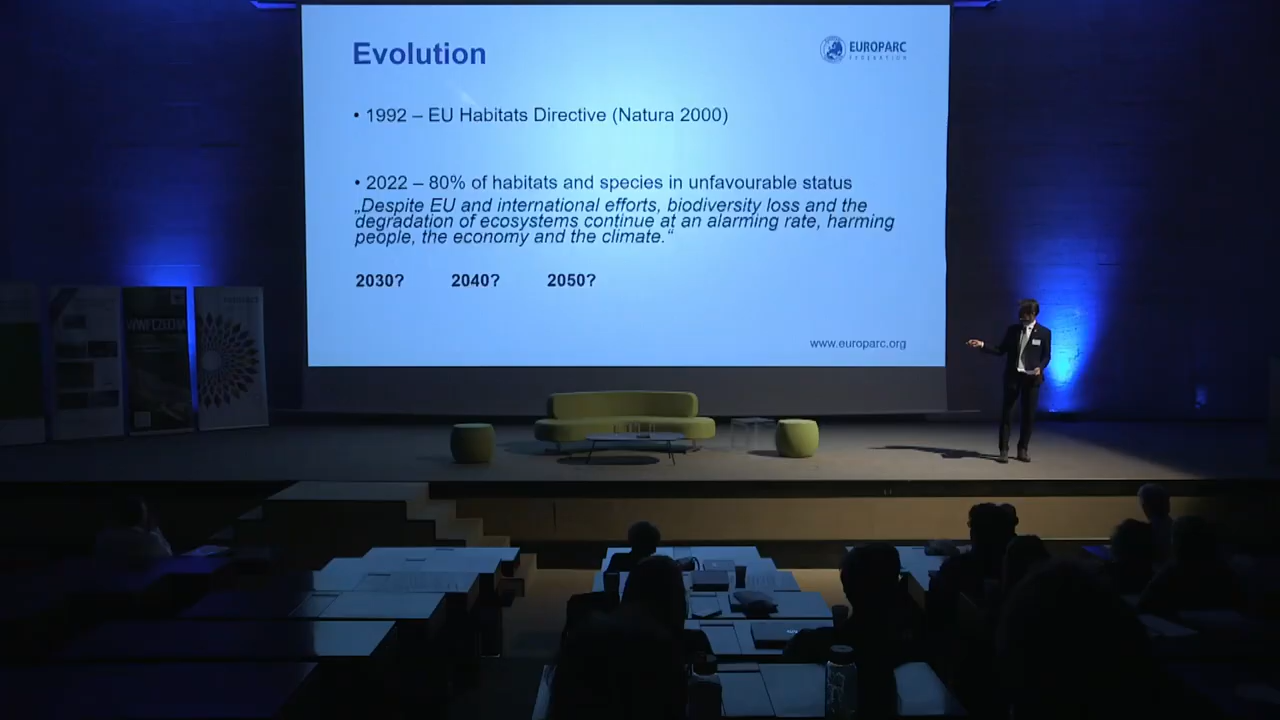 Evolution
EUROPARC
FEDERATION
• 1992 – EU Habitats Directive (Natura 2000)
• 2022 – 80% of habitats and species in unfavourable status
„Despite EU and international efforts, biodiversity loss and the
degradation of ecosystems continue at an alarming rate, harming
people, the economy and the climate.“
2030? 2040? 2050?
www.europarc.org